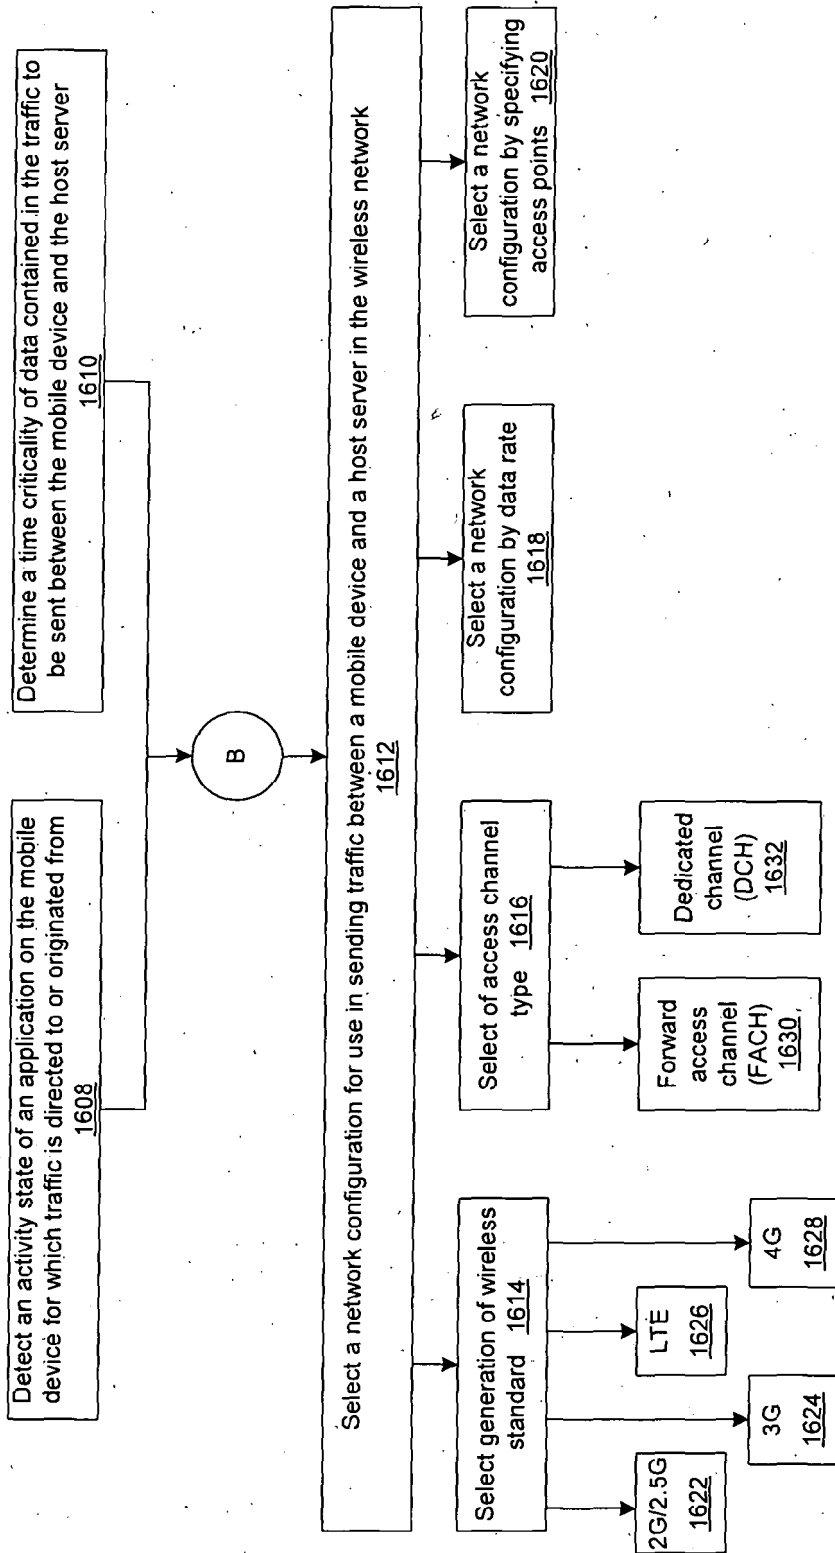 Detect an activity state of an application on the mobile
device for which traffic is directed to or originated from
1608
Determine a time criticality of data contained in the traffic to
be sent between the mobile device and the host server
1610
B
Select a network configuration for use in sending traffic between a mobile device and a host server in the wireless network
1612
Select generation of wireless
standard 1614
Select of access channel
type 1616
Select a network
configuration by data rate
1618
Select a network
configuration by specifying
access points 1620
2G/2.5G
1622
3G
1624
LTE
1626
4G
1628
Forward
access
channel
(FACH)
1630
Dedicated
channel
(DCH)
1632